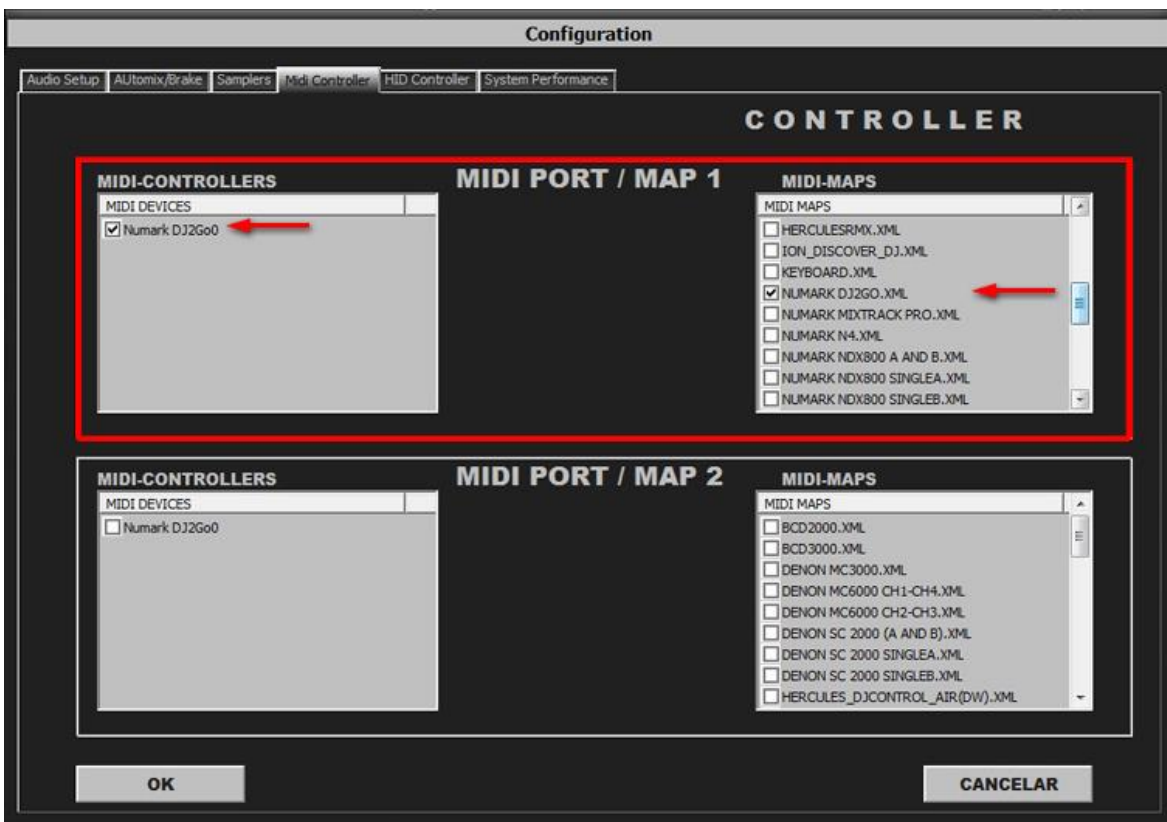 Configuration
Audio Setup AUtomix/Brake Samplers Midi Controller HID Controller System Performance
CONTROLLER
MIDI-CONTROLLERS MIDI PORT / MAP 1 MIDI-MAPS
MIDI DEVICES MIDI MAPS
Numark DJ2Go0 HERCULESRMX.XML
ION_DISCOVER_DJ.XML
KEYBOARD.XML
NUMARK DJ2GO.XML
NUMARK MIXTRACK PRO.XML
NUMARK N4.XML
NUMARK NDX800 A AND B.XML
NUMARK NDX800 SINGLEA.XML
NUMARK NDX800 SINGLEB.XML
MIDI-CONTROLLERS MIDI PORT / MAP 2 MIDI-MAPS
MIDI DEVICES MIDI MAPS
Numark DJ2Go0 BCD2000.XML
BCD3000.XML
DENON MC3000.XML
DENON MC6000 CH1-CH4.XML
DENON MC6000 CH2-CH3.XML
DENON SC 2000 (A AND B).XML
DENON SC 2000 SINGLEA.XML
DENON SC 2000 SINGLEB.XML
HERCULES_DJCONTROL_AIR(DW).XML
OK CANCELAR